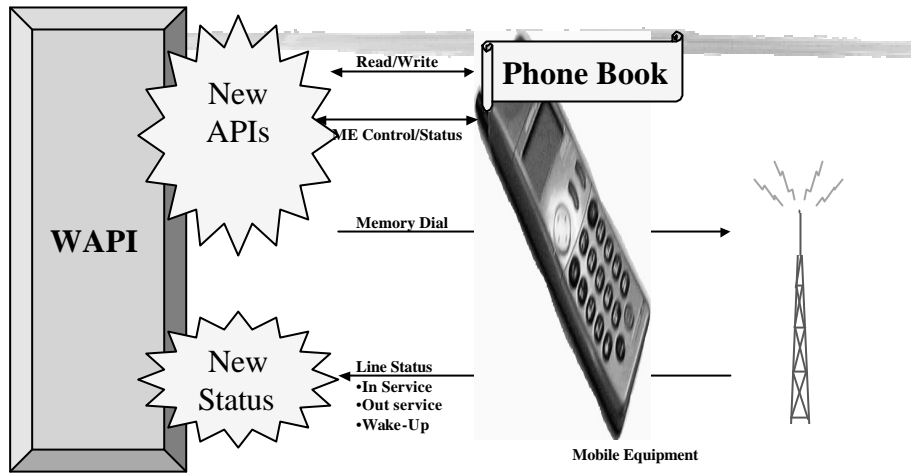 WAPI
New
APIs
Read/Write
Phone Book
ME Control/Status
Memory Dial
New
Status
Line Status
•In Service
•Out service
•Wake-Up
Mobile Equipment